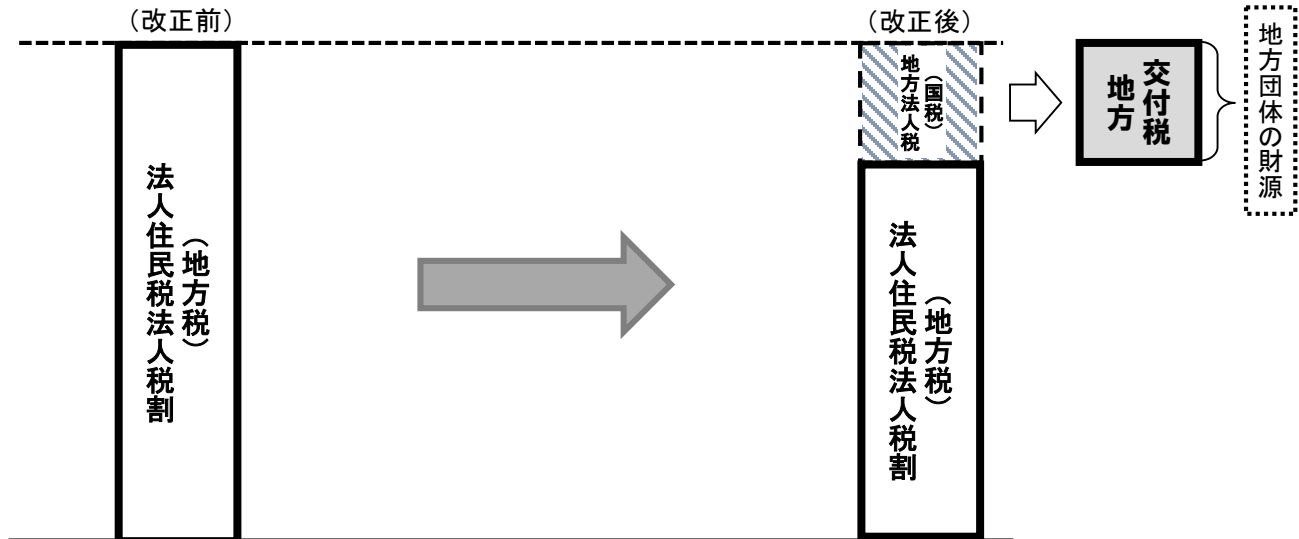 （改正前）
法人住民税法人税割
（地方税）
（改正後）
地方法人税
（国税）
法人住民税法人税割
（地方税）
地方
交付税
地方団体の財源